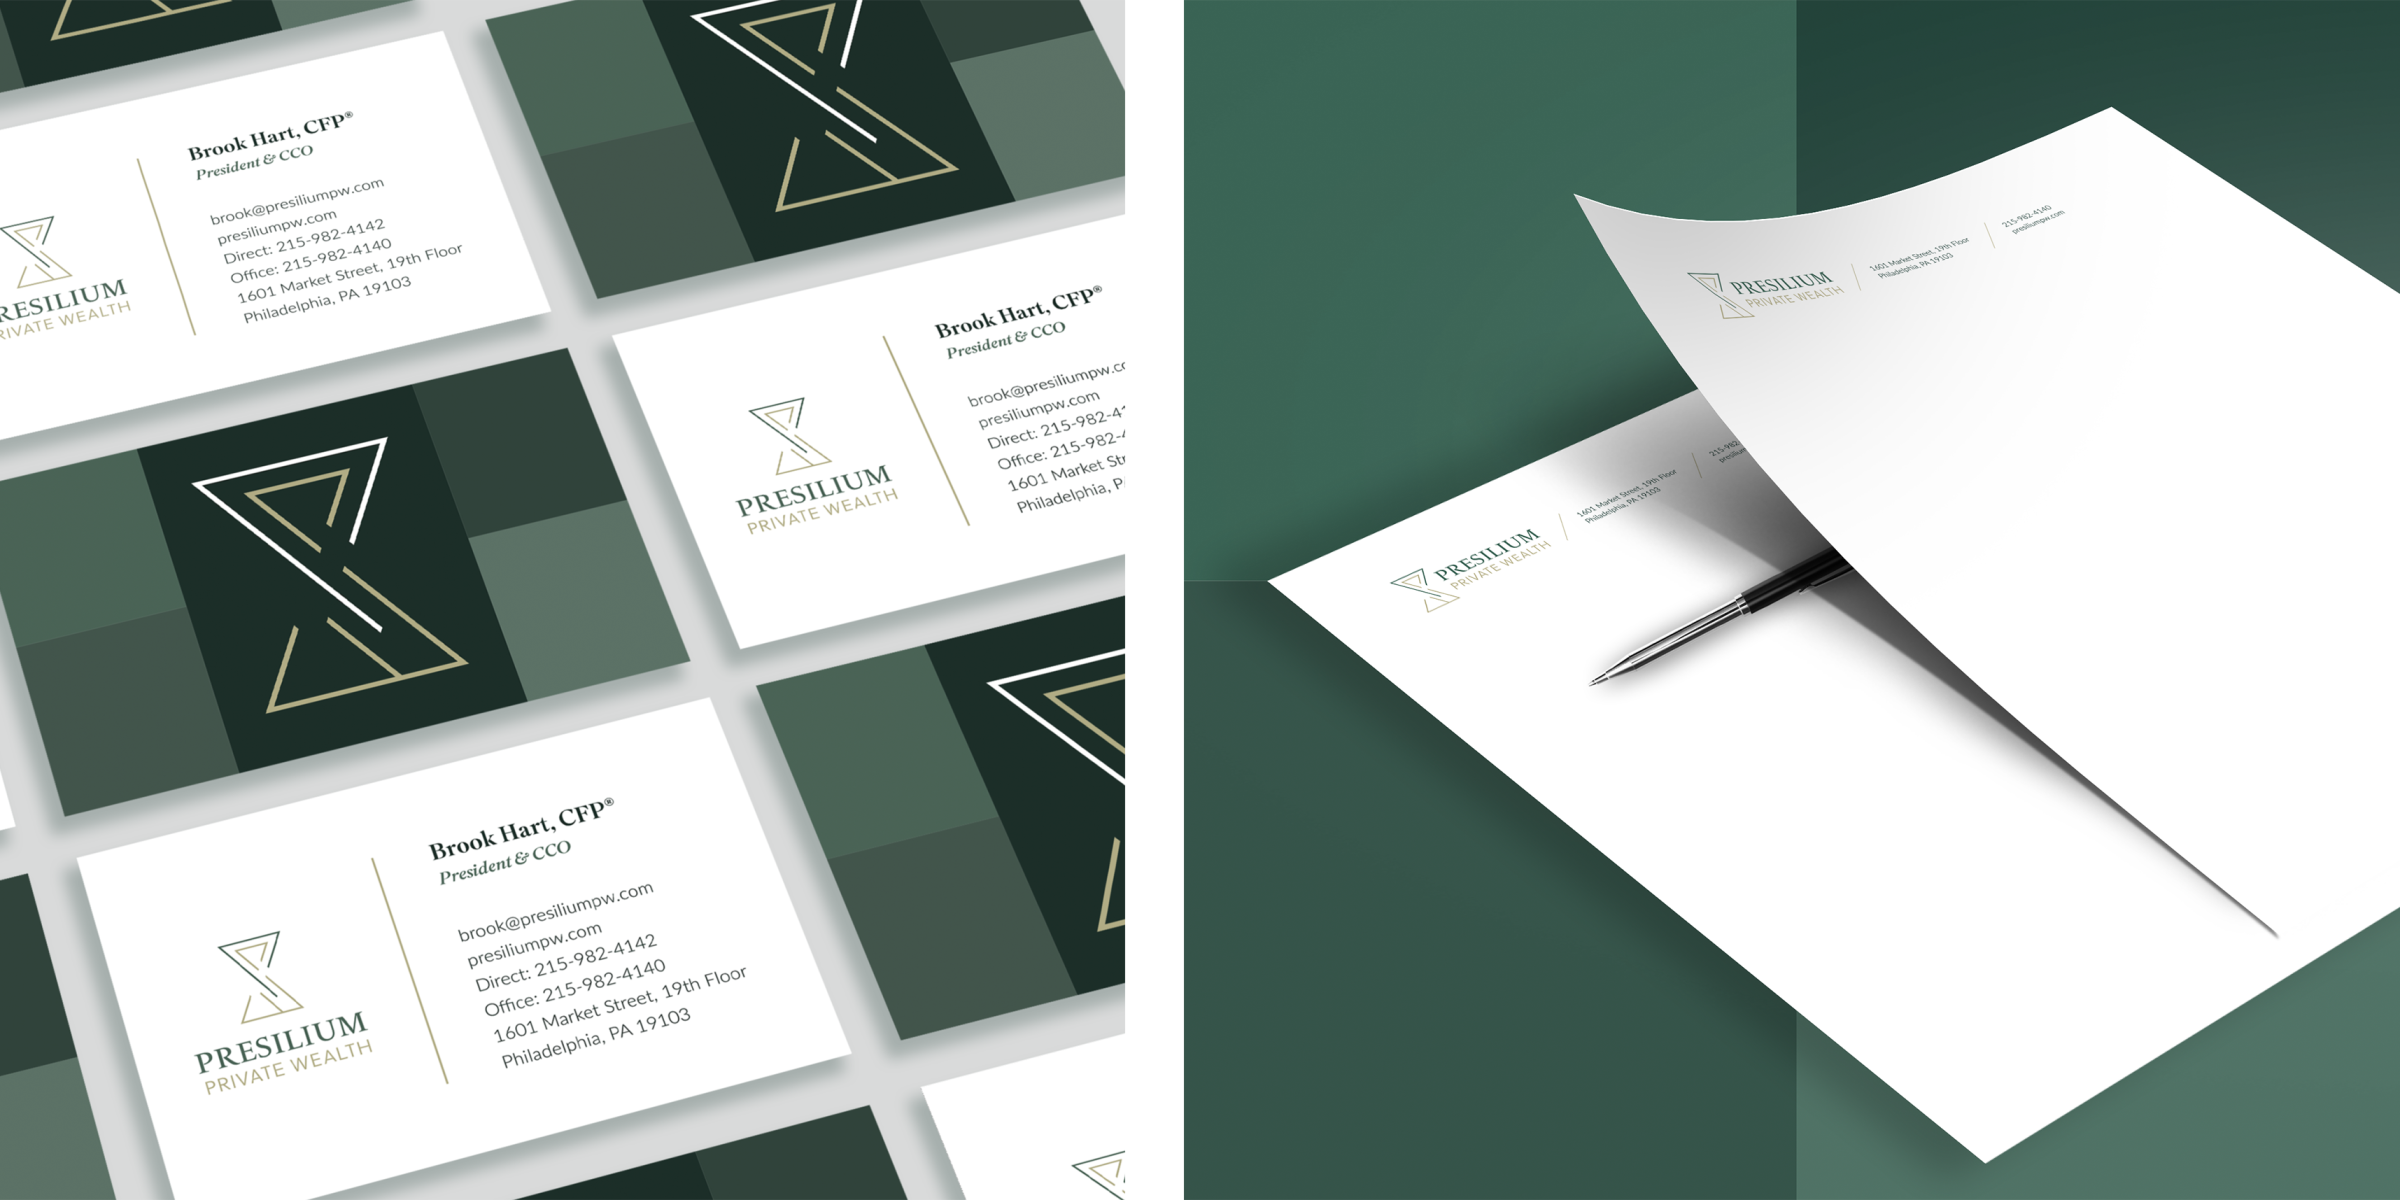 Brook Hart, CFP®
President & CCO
brook@presiliumpw.com
presiliumpw.com
Direct: 215-982-4142
Office: 215-982-4140
1601 Market Street, 19th Floor
Philadelphia, PA 19103
RESILIUM
RIVATE WEALTH
Brook Hart, CFP®
President & CCO
brook@presiliumpw.co
presiliumpw.com
Direct: 215-982-41
Office: 215-982-4
1601 Market Str
Philadelphia, P
PRESILIUM
PRIVATE WEALTH
Brook Hart, CFP®
President & CCO
brook@presiliumpw.com
presiliumpw.com
Direct: 215-982-4142
Office: 215-982-4140
1601 Market Street, 19th Floor
Philadelphia, PA 19103
PRESILIUM
PRIVATE WEALTH
PRESILIUM
PRIVATE WEALTH
1601 Market Street, 19th Floor
Philadelphia, PA 19103
215-982-4140
presiliumpw.com
PRESILIUM
PRIVATE WEALTH
1601 Market Street, 19th Floor
Philadelphia, PA 19103
215-982
presilium